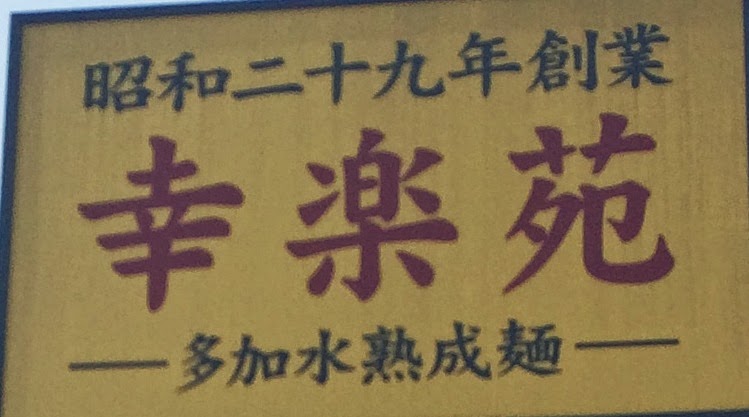 昭和二十九年創業
幸楽苑
多加水熟成麺